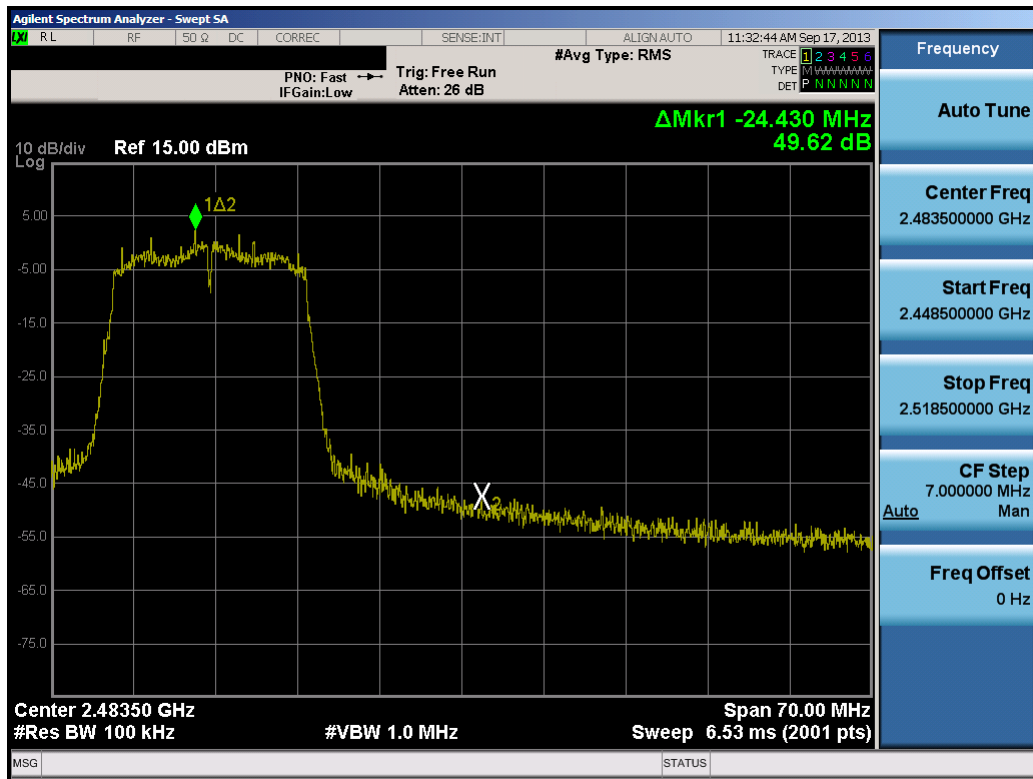 Agilent Spectrum Analyzer - Swept SA
LXI RL RF 50 Ω DC CORREC SENSE:INT ALIGN AUTO 11:32:44 AM Sep 17, 2013
#Avg Type: RMS
TRACE 1 2 3 4 5 6
TYPE M W W W W W
DET P N N N N N
PNO: Fast Trig: Free Run
IFGain:Low Atten: 26 dB
ΔMkr1 -24.430 MHz
49.62 dB
10 dB/div Ref 15.00 dBm
Log
1Δ2
5.00
-5.00
-15.0
-25.0
-35.0
-45.0
X2
-55.0
-65.0
-75.0
Center 2.48350 GHz Span 70.00 MHz
#Res BW 100 kHz #VBW 1.0 MHz Sweep 6.53 ms (2001 pts)
MSG STATUS
Frequency
Auto Tune
Center Freq
2.483500000 GHz
Start Freq
2.448500000 GHz
Stop Freq
2.518500000 GHz
CF Step
7.000000 MHz
Auto Man
Freq Offset
0 Hz